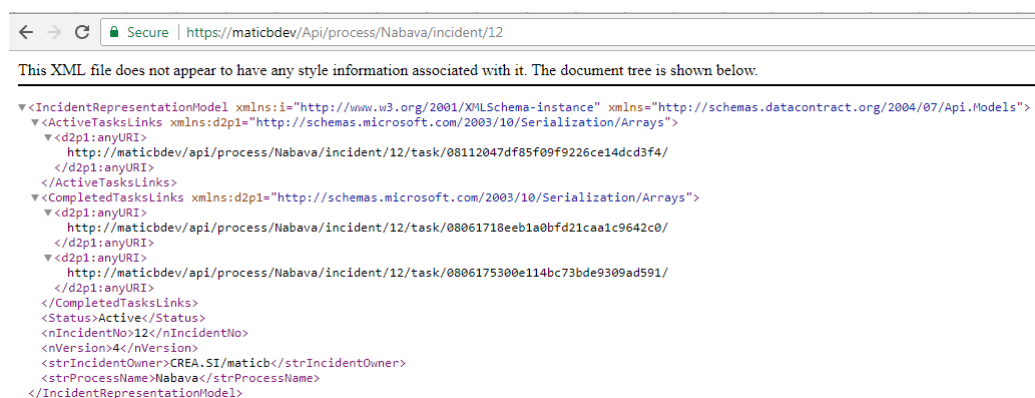 Secure | https://maticbdev/Api/process/Nabava/incident/12
This XML file does not appear to have any style information associated with it. The document tree is shown below.
▼<IncidentRepresentationModel xmlns:i="http://www.w3.org/2001/XMLSchema-instance" xmlns="http://schemas.datacontract.org/2004/07/Api.Models">
▼<ActiveTasksLinks xmlns:d2p1="http://schemas.microsoft.com/2003/10/Serialization/Arrays">
▼<d2p1:anyURI>
http://maticbdev/api/process/Nabava/incident/12/task/08112047df85f09f9226ce14dcd3f4/
</d2p1:anyURI>
</ActiveTasksLinks>
▼<CompletedTasksLinks xmlns:d2p1="http://schemas.microsoft.com/2003/10/Serialization/Arrays">
▼<d2p1:anyURI>
http://maticbdev/api/process/Nabava/incident/12/task/08061718eeb1a0bfd21caa1c9642c0/
</d2p1:anyURI>
▼<d2p1:anyURI>
http://maticbdev/api/process/Nabava/incident/12/task/0806175300e114bc73bde9309ad591/
</d2p1:anyURI>
</CompletedTasksLinks>
<Status>Active</Status>
<nIncidentNo>12</nIncidentNo>
<nVersion>4</nVersion>
<strIncidentOwner>CREA.SI/maticb</strIncidentOwner>
<strProcessName>Nabava</strProcessName>
</IncidentRepresentationModel>